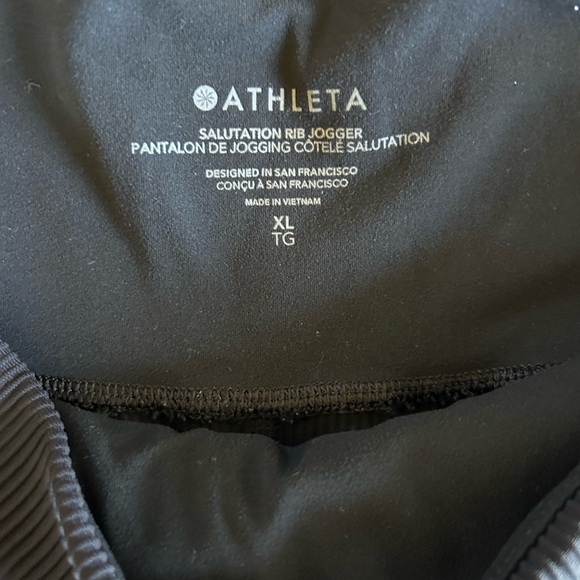 ATHLETA
SALUTATION RIB JOGGER
PANTALON DE JOGGING CÔTELÉ SALUTATION
DESIGNED IN SAN FRANCISCO
CONÇU À SAN FRANCISCO
MADE IN VIETNAM
XL
TG